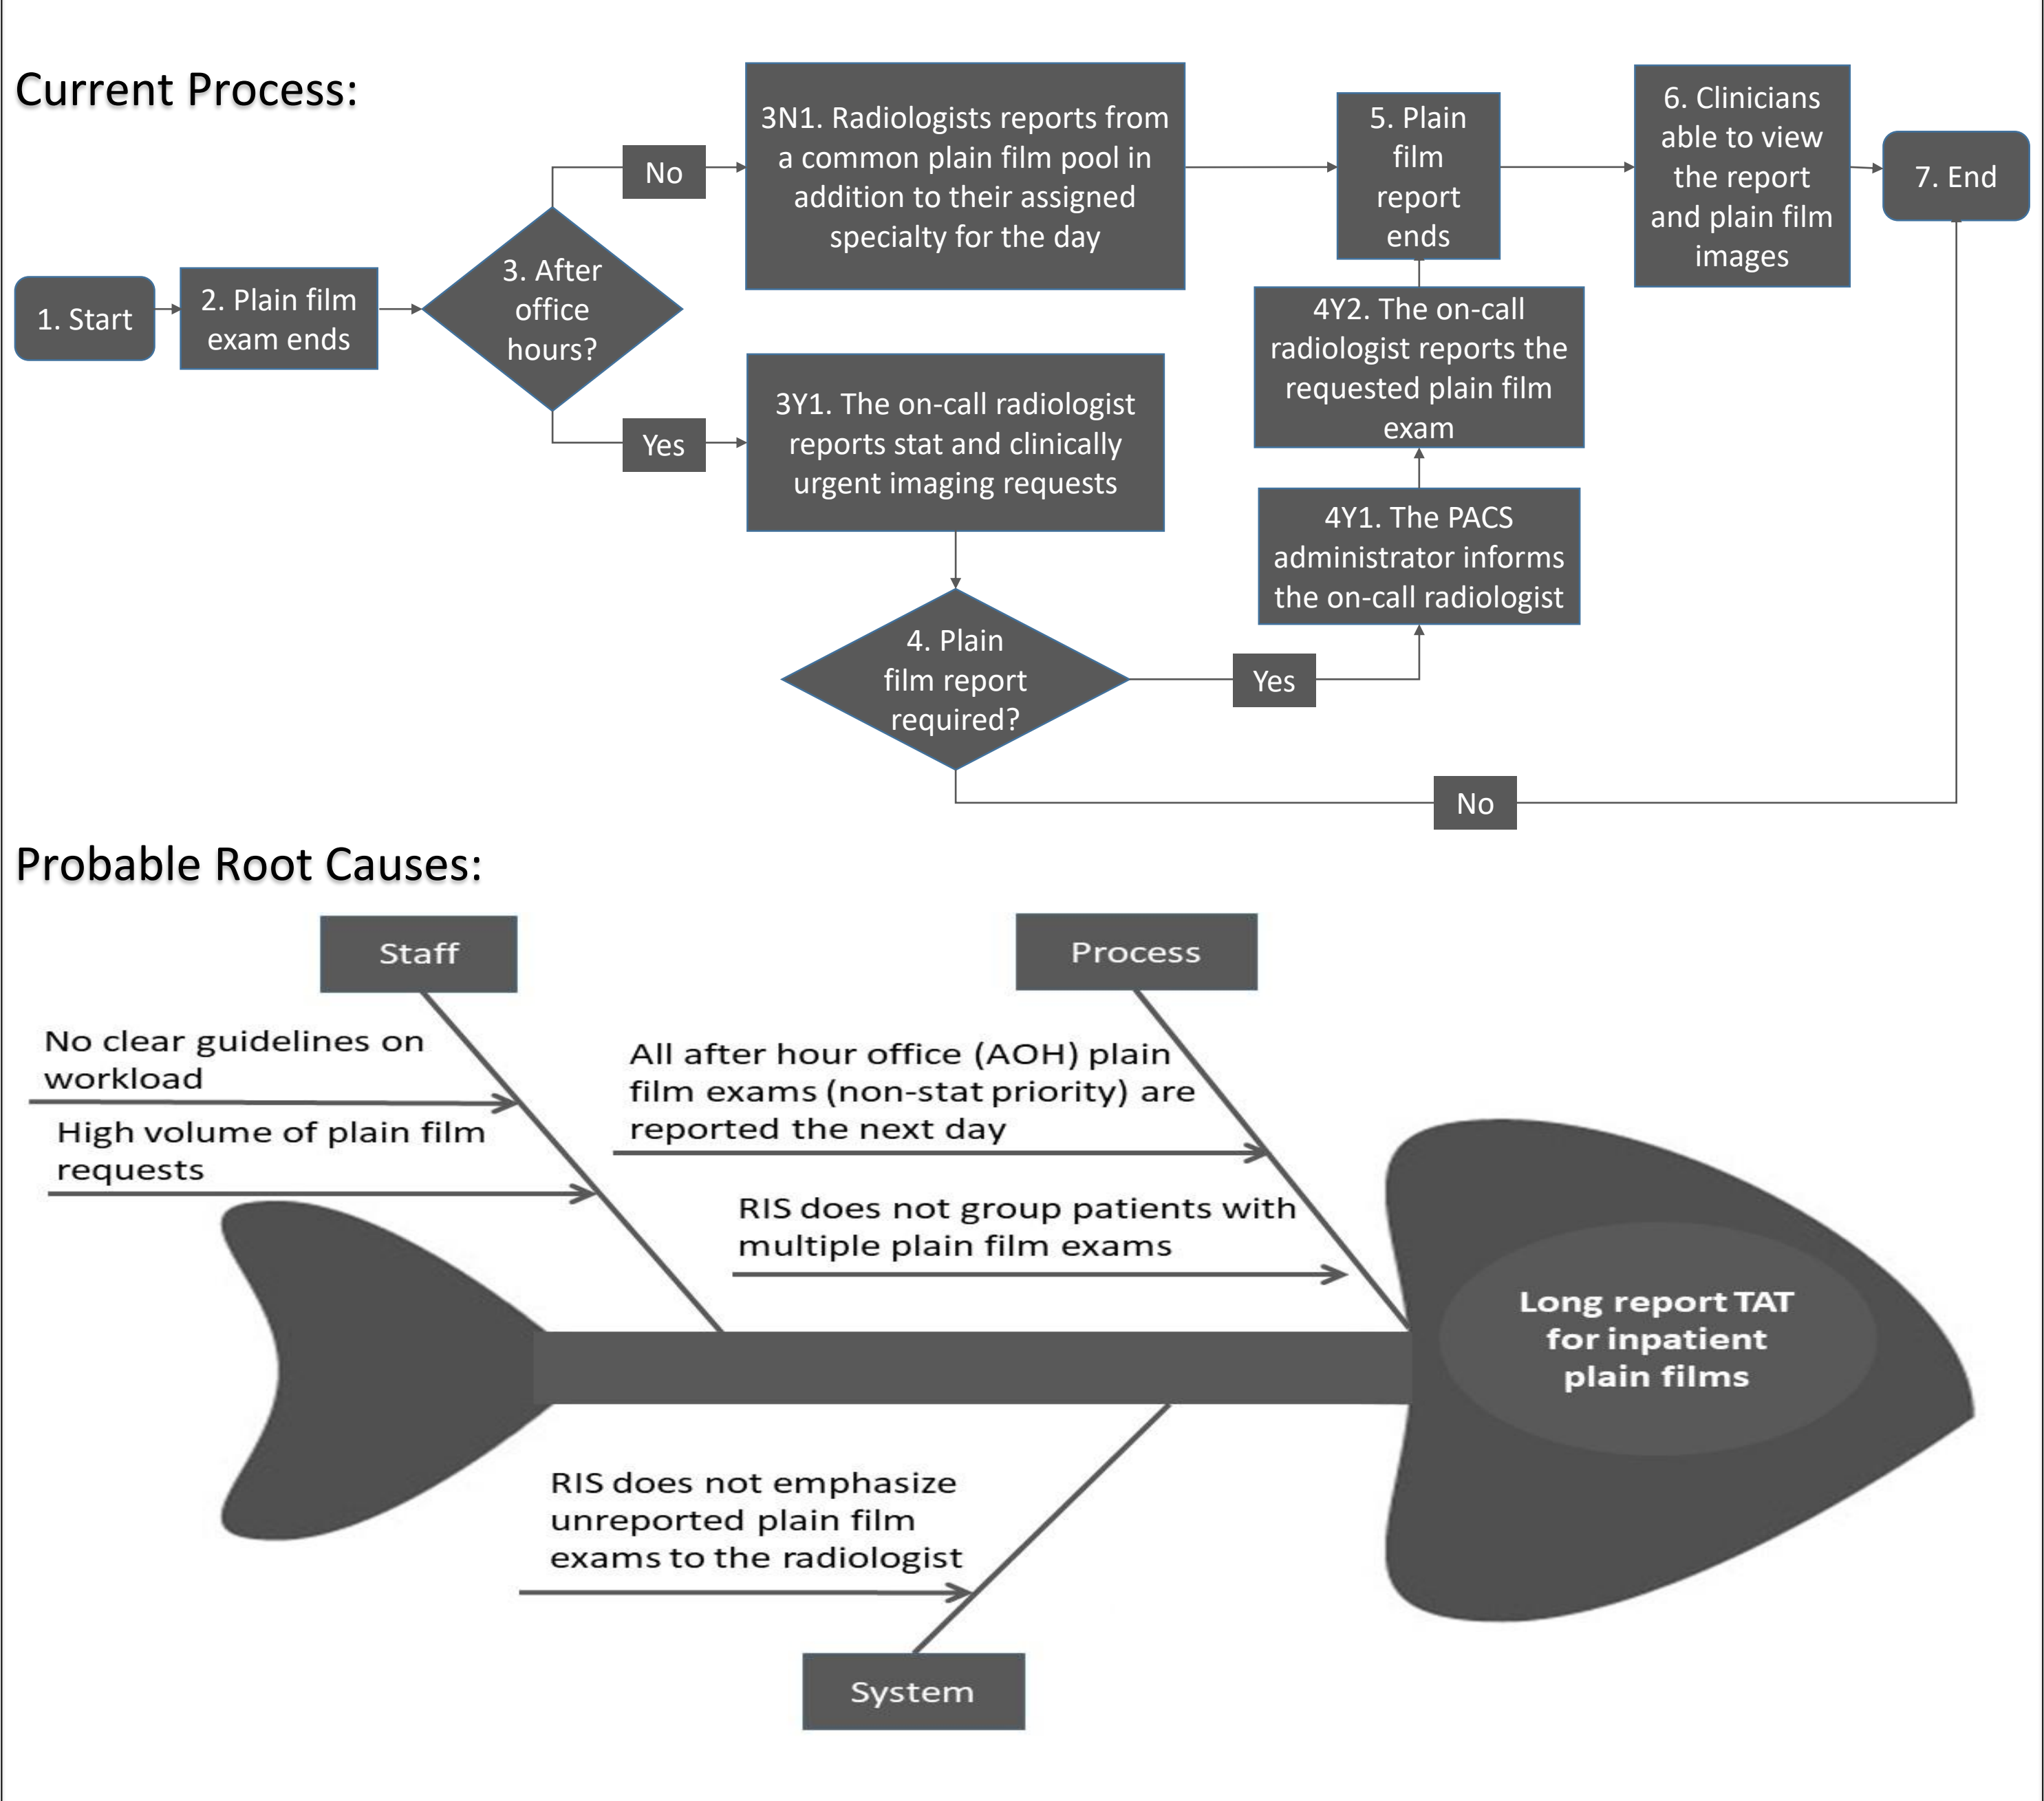 Current Process:
1. Start
2. Plain film
exam ends
3. After
office
hours?
No
3N1. Radiologists reports from
a common plain film pool in
addition to their assigned
specialty for the day
Yes
3Y1. The on-call radiologist
reports stat and clinically
urgent imaging requests
4. Plain
film report
required?
Yes
4Y1. The PACS
administrator informs
the on-call radiologist
4Y2. The on-call
radiologist reports the
requested plain film
exam
No
5. Plain
film
report
ends
6. Clinicians
able to view
the report
and plain film
images
7. End
Probable Root Causes:
Staff
No clear guidelines on
workload
High volume of plain film
requests
Process
All after hour office (AOH) plain
film exams (non-stat priority) are
reported the next day
RIS does not group patients with
multiple plain film exams
Long report TAT
for inpatient
plain films
RIS does not emphasize
unreported plain film
exams to the radiologist
System